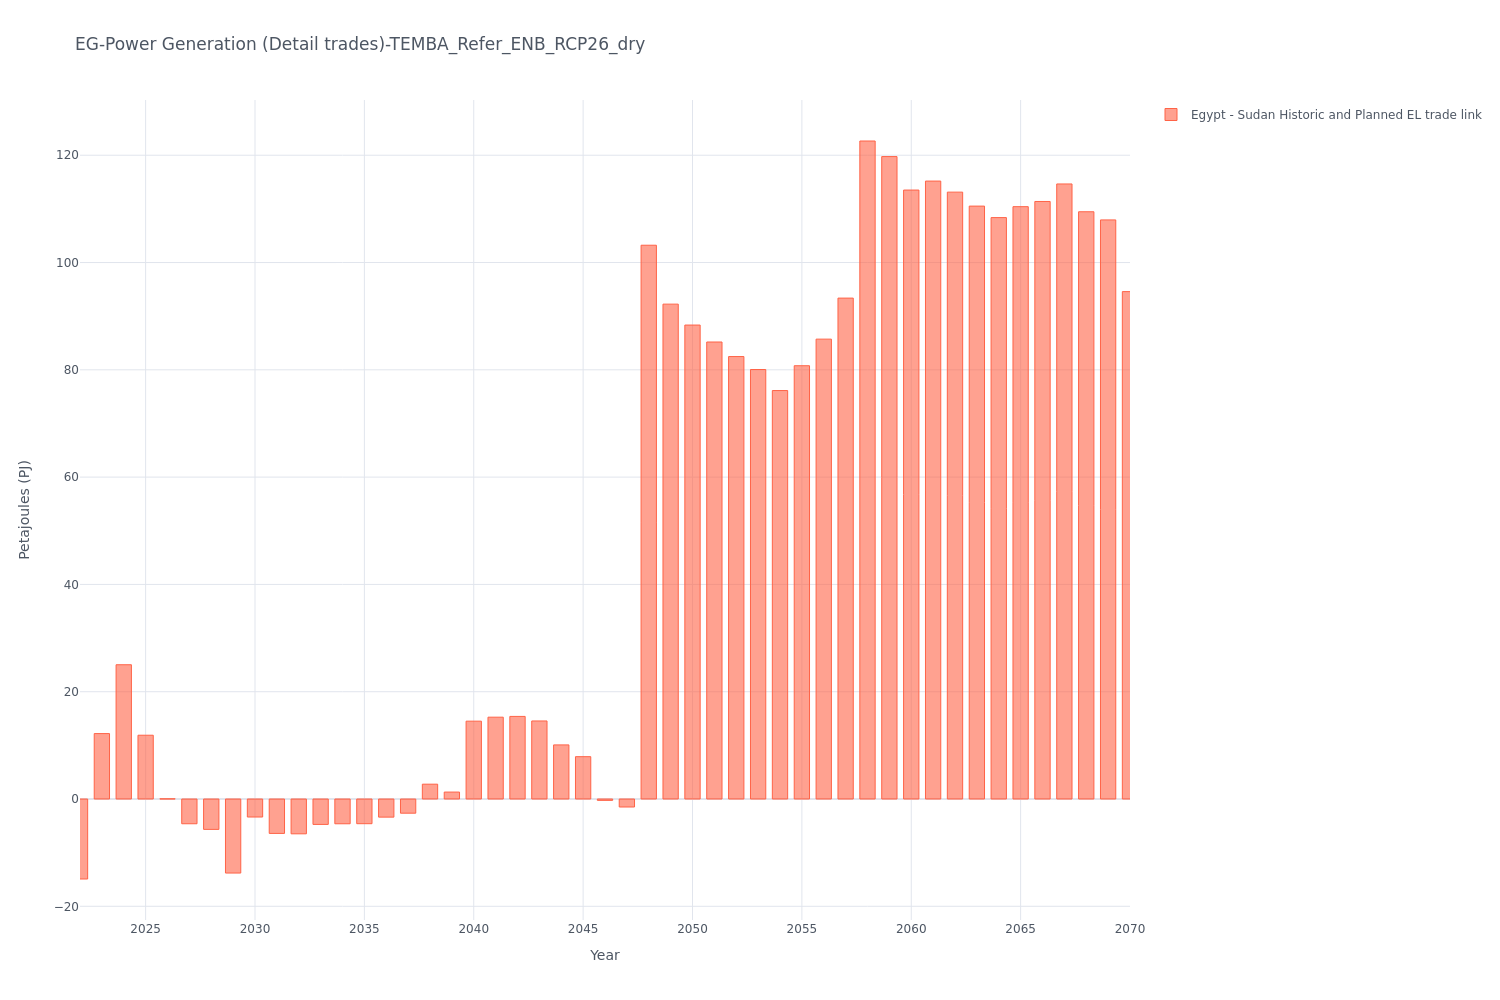 EG-Power Generation (Detail trades)-TEMBA_Refer_ENB_RCP26_dry
Egypt - Sudan Historic and Planned EL trade link
120
100
80
60
40
20
0
−20
Petajoules (PJ)
2025 2030 2035 2040 2045 2050 2055 2060 2065 2070
Year